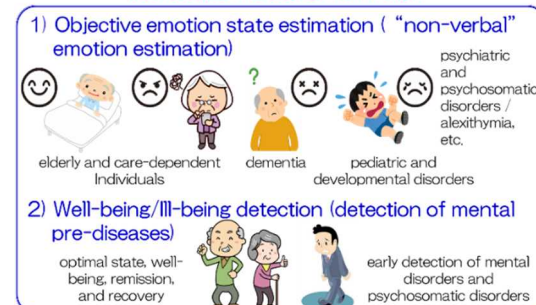 1) Objective emotion state estimation ( “non-verbal”
emotion estimation)
psychiatric
and
psychosomatic
disorders /
alexithymia,
etc.
?
elderly and care-dependent
Individuals
dementia
pediatric and
developmental disorders
2) Well-being/Ill-being detection (detection of mental
pre-diseases)
optimal state, well-
being, remission,
and recovery
early detection of mental
disorders and
psychosomatic disorders